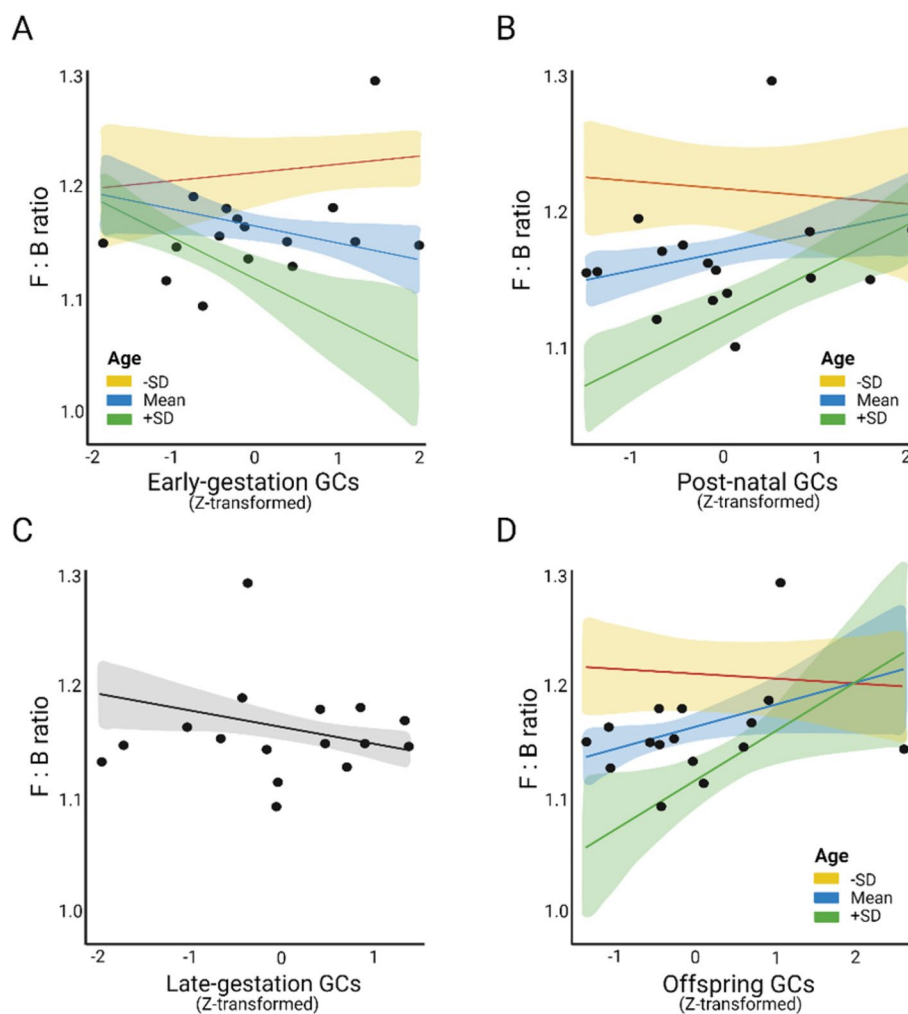 A
1.3
1.2
1.1
1.0
F : B ratio
Age
-SD
Mean
+SD
-2 -1 0 1 2
Early-gestation GCs
(Z-transformed)
B
1.3
1.2
1.1
F : B ratio
Age
-SD
Mean
+SD
-1 0 1 2
Post-natal GCs
(Z-transformed)
C
1.3
1.2
1.1
1.0
F : B ratio
-2 -1 0 1
Late-gestation GCs
(Z-transformed)
D
1.3
1.2
1.1
1.0
F : B ratio
Age
-SD
Mean
+SD
-1 0 1 2
Offspring GCs
(Z-transformed)